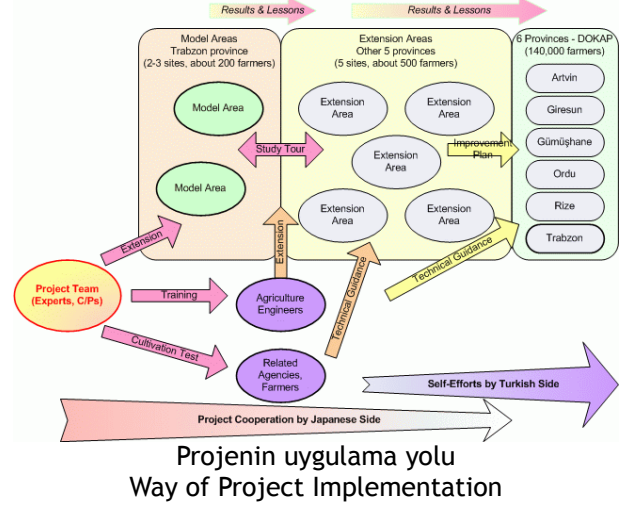 Results & Lessons
Results & Lessons
Model Areas
Trabzon province
(2-3 sites, about 200 farmers)
Extension Areas
Other 5 provinces
(5 sites, about 500 farmers)
6 Provinces - DOKAP
(140,000 farmers)
Model Area
Model Area
Extension
Area
Extension
Area
Extension
Area
Extension
Area
Extension
Area
Study Tour
Improvement
Plan
Artvin
Giresun
Gümüşhane
Ordu
Rize
Trabzon
Extension
Extension
Technical Guidance
Technical Guidance
Project Team
(Experts, C/Ps)
Training
Agriculture
Engineers
Cultivation Test
Related
Agencies,
Farmers
Self-Efforts by Turkish Side
Project Cooperation by Japanese Side
Projenin uygulama yolu
Way of Project Implementation